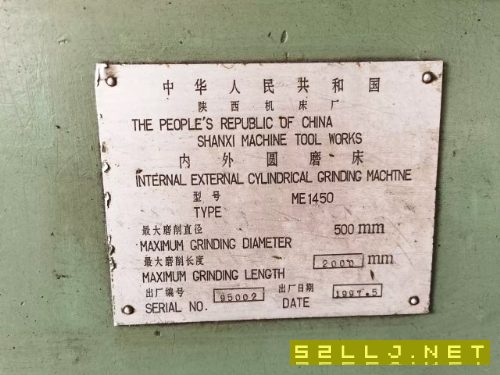 中华人民共和国
陕西机床厂
THE PEOPLE'S REPUBLIC OF CHINA
SHANXI MACHINE TOOL WORKS
内外圆磨床
INTERNAL EXTERNAL CYLINDRICAL GRINDING MACHTNE
型号 ME1450
TYPE
最大磨削直径 500 mm
MAXIMUM GRINDING DIAMETER
最大磨削长度 2000 mm
MAXIMUM GRINDING LENGTH
出厂编号 95002 出厂日期 1997.5
SERIAL NO. DATE
52LLJ.NET